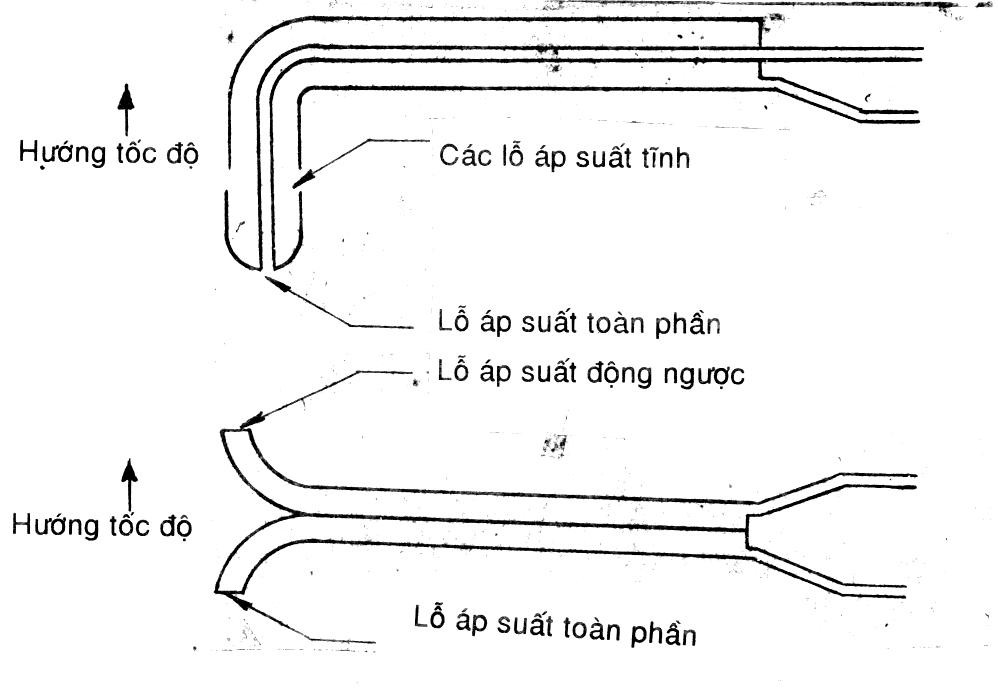 Hướng tốc độ
Các lỗ áp suất tĩnh
Lỗ áp suất toàn phần
Lỗ áp suất động ngược
Hướng tốc độ
Lỗ áp suất toàn phần